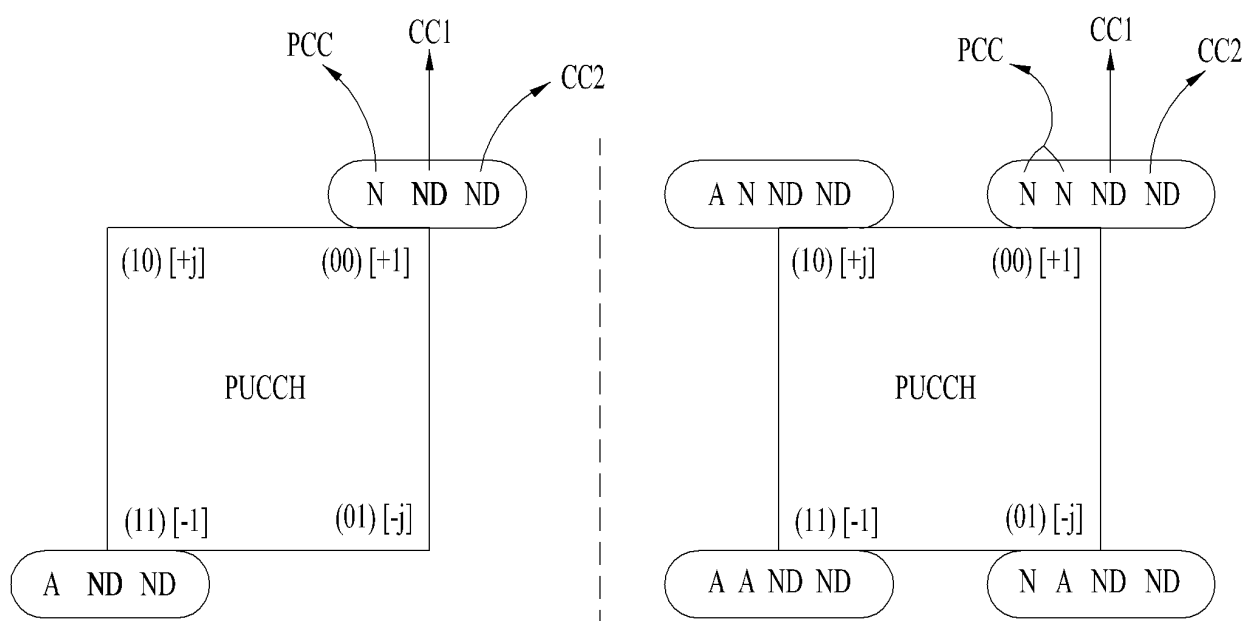 PCC CC1 CC2
N ND ND
(10) [+j] (00) [+1]
PUCCH
(11) [-1] (01) [-j]
A ND ND
PCC CC1 CC2
A N ND ND N N ND ND
(10) [+j] (00) [+1]
PUCCH
(11) [-1] (01) [-j]
A A ND ND N A ND ND